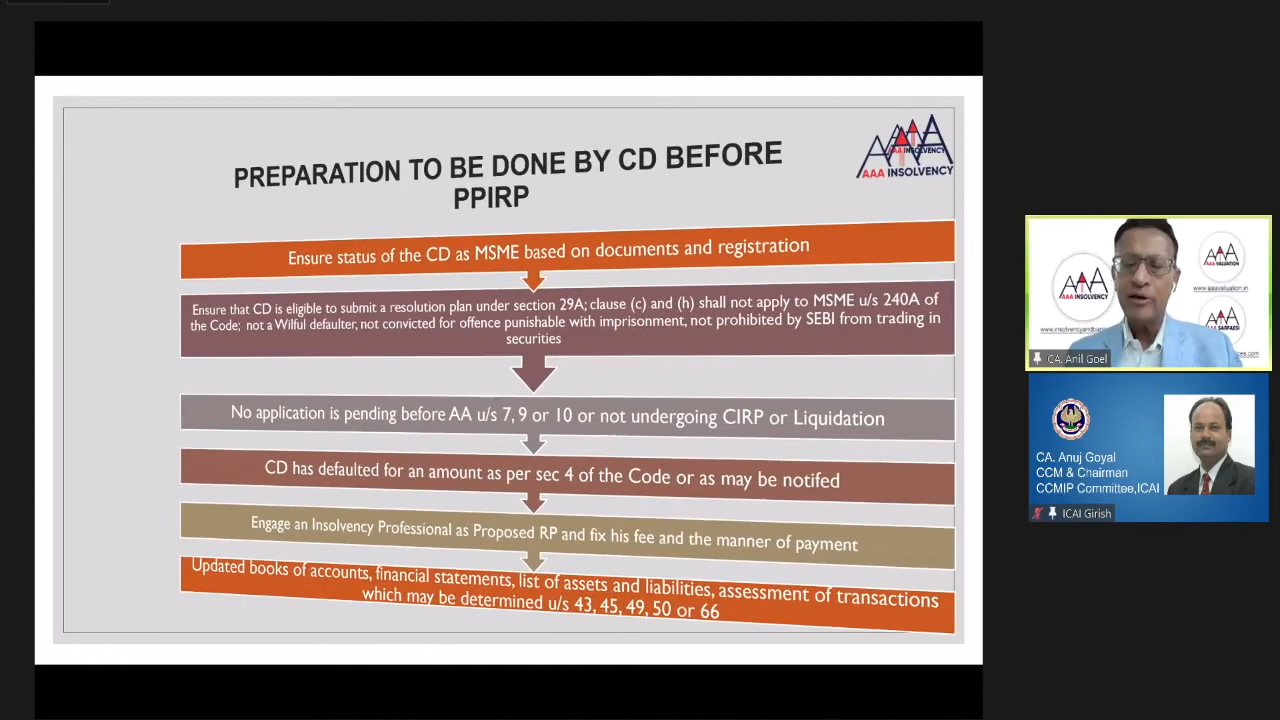 PREPARATION TO BE DONE BY CD BEFORE
PPIRP
AAA INSOLVENCY
AAA INSOLVENCY
Ensure status of the CD as MSME based on documents and registration
Ensure that CD is eligible to submit a resolution plan under section 29A; clause (c) and (h) shall not apply to MSME u/s 240A of
the Code; not a Wilful defaulter, not convicted for offence punishable with imprisonment, not prohibited by SEBI from trading in
securities
No application is pending before AA u/s 7, 9 or 10 or not undergoing CIRP or Liquidation
CD has defaulted for an amount as per sec 4 of the Code or as may be notifed
Engage an Insolvency Professional as Proposed RP and fix his fee and the manner of payment
Updated books of accounts, financial statements, list of assets and liabilities, assessment of transactions
which may be determined u/s 43, 45, 49, 50 or 66
AAA INSOLVENCY
AAA VALUATION
www.aaavaluation.in
AAA SARFAESI
CA. Anil Goel
CA. Anuj Goyal
CCM & Chairman
CCMIP Committee,ICAI
ICAI Girish